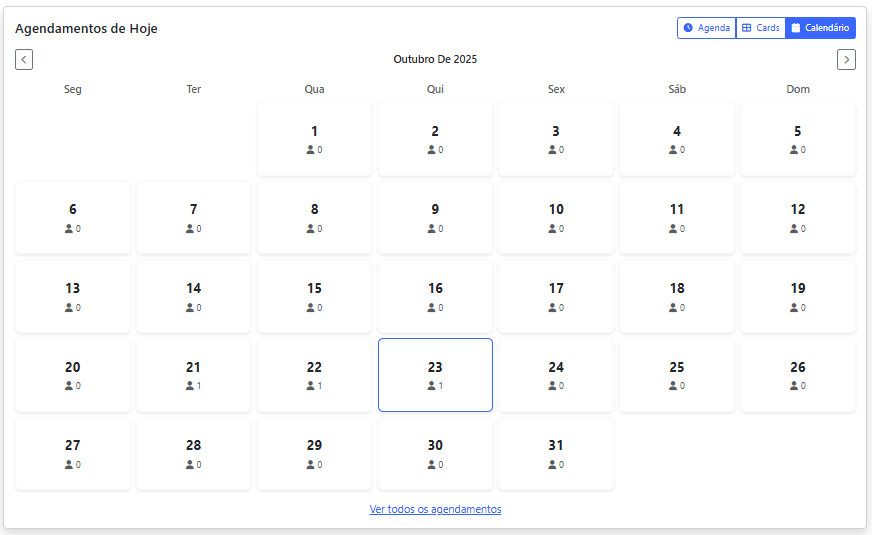 Agendamentos de Hoje
Agenda Cards Calendário
Outubro De 2025
Seg Ter Qua Qui Sex Sáb Dom
1 2 3 4 5
0 0 0 0 0
6 7 8 9 10 11 12
0 0 0 0 0 0 0
13 14 15 16 17 18 19
0 0 0 0 0 0 0
20 21 22 23 24 25 26
0 1 1 1 0 0 0
27 28 29 30 31
0 0 0 0 0
Ver todos os agendamentos